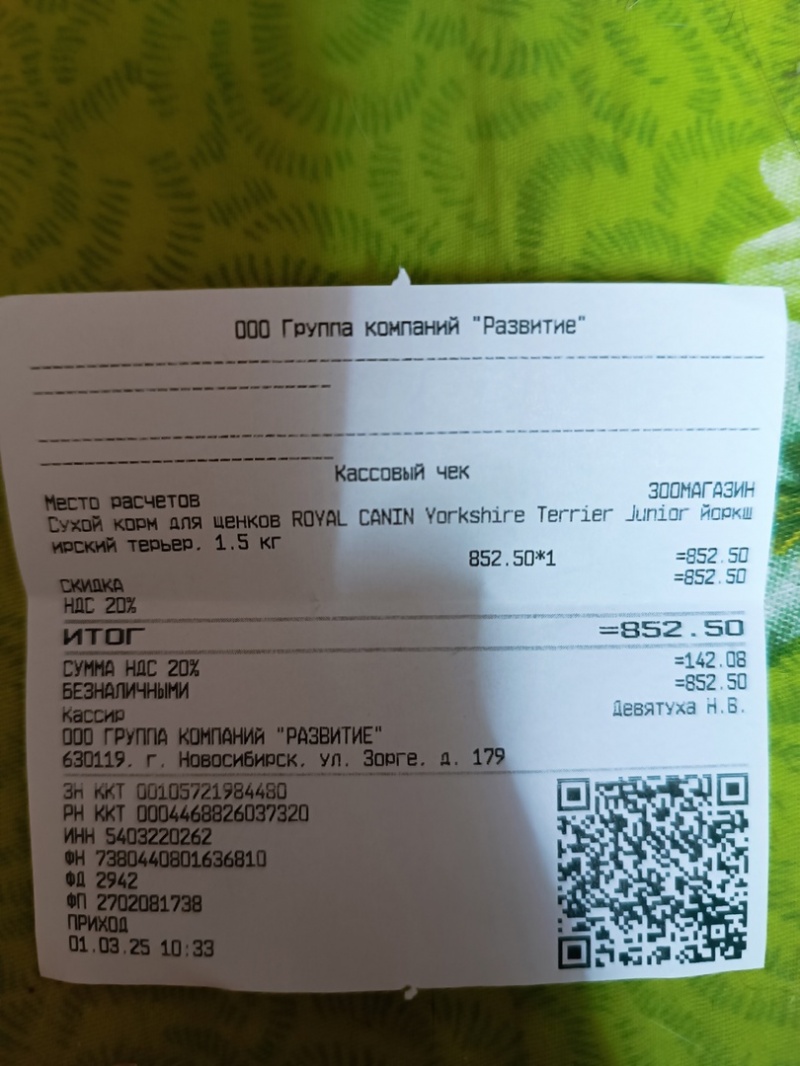 ООО Группа компаний "Развитие"
Кассовый чек
Место расчетов ЗООМАГАЗИН
Сухой корм для щенков ROYAL CANIN Yorkshire Terrier Junior йоркш
ирский терьер, 1.5 кг
852.50*1 =852.50
СКИДКА =852.50
НДС 20%
ИТОГ =852.50
СУММА НДС 20% =142.08
БЕЗНАЛИЧНЫМИ =852.50
Кассир Девятуха Н.В.
ООО ГРУППА КОМПАНИЙ "РАЗВИТИЕ"
630119, г. Новосибирск, ул. Зорге, д. 179
ЗН ККТ 00105721984480
РН ККТ 0004468826037320
ИНН 5403220262
ФН 7380440801636810
ФД 2942
ФП 2702081738
ПРИХОД
01.03.25 10:33